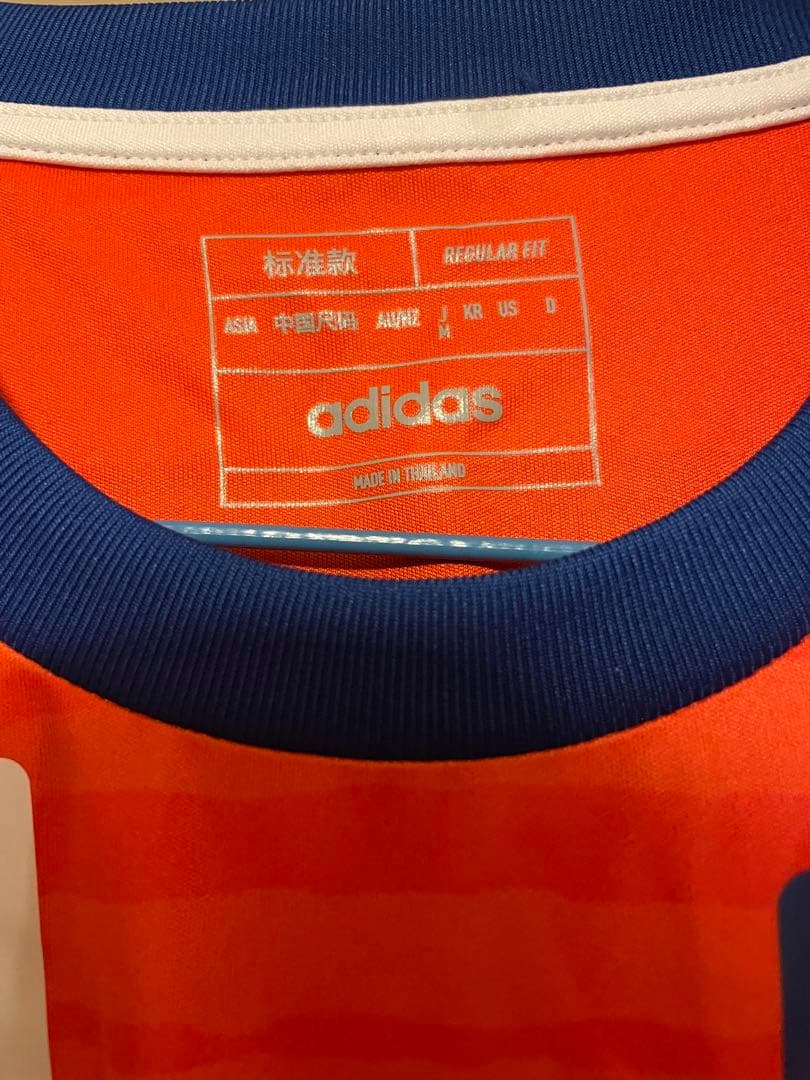 标准款 REGULAR FIT
ASIA 中国尺码 AU/NZ J KR US D
M
adidas
MADE IN THAILAND